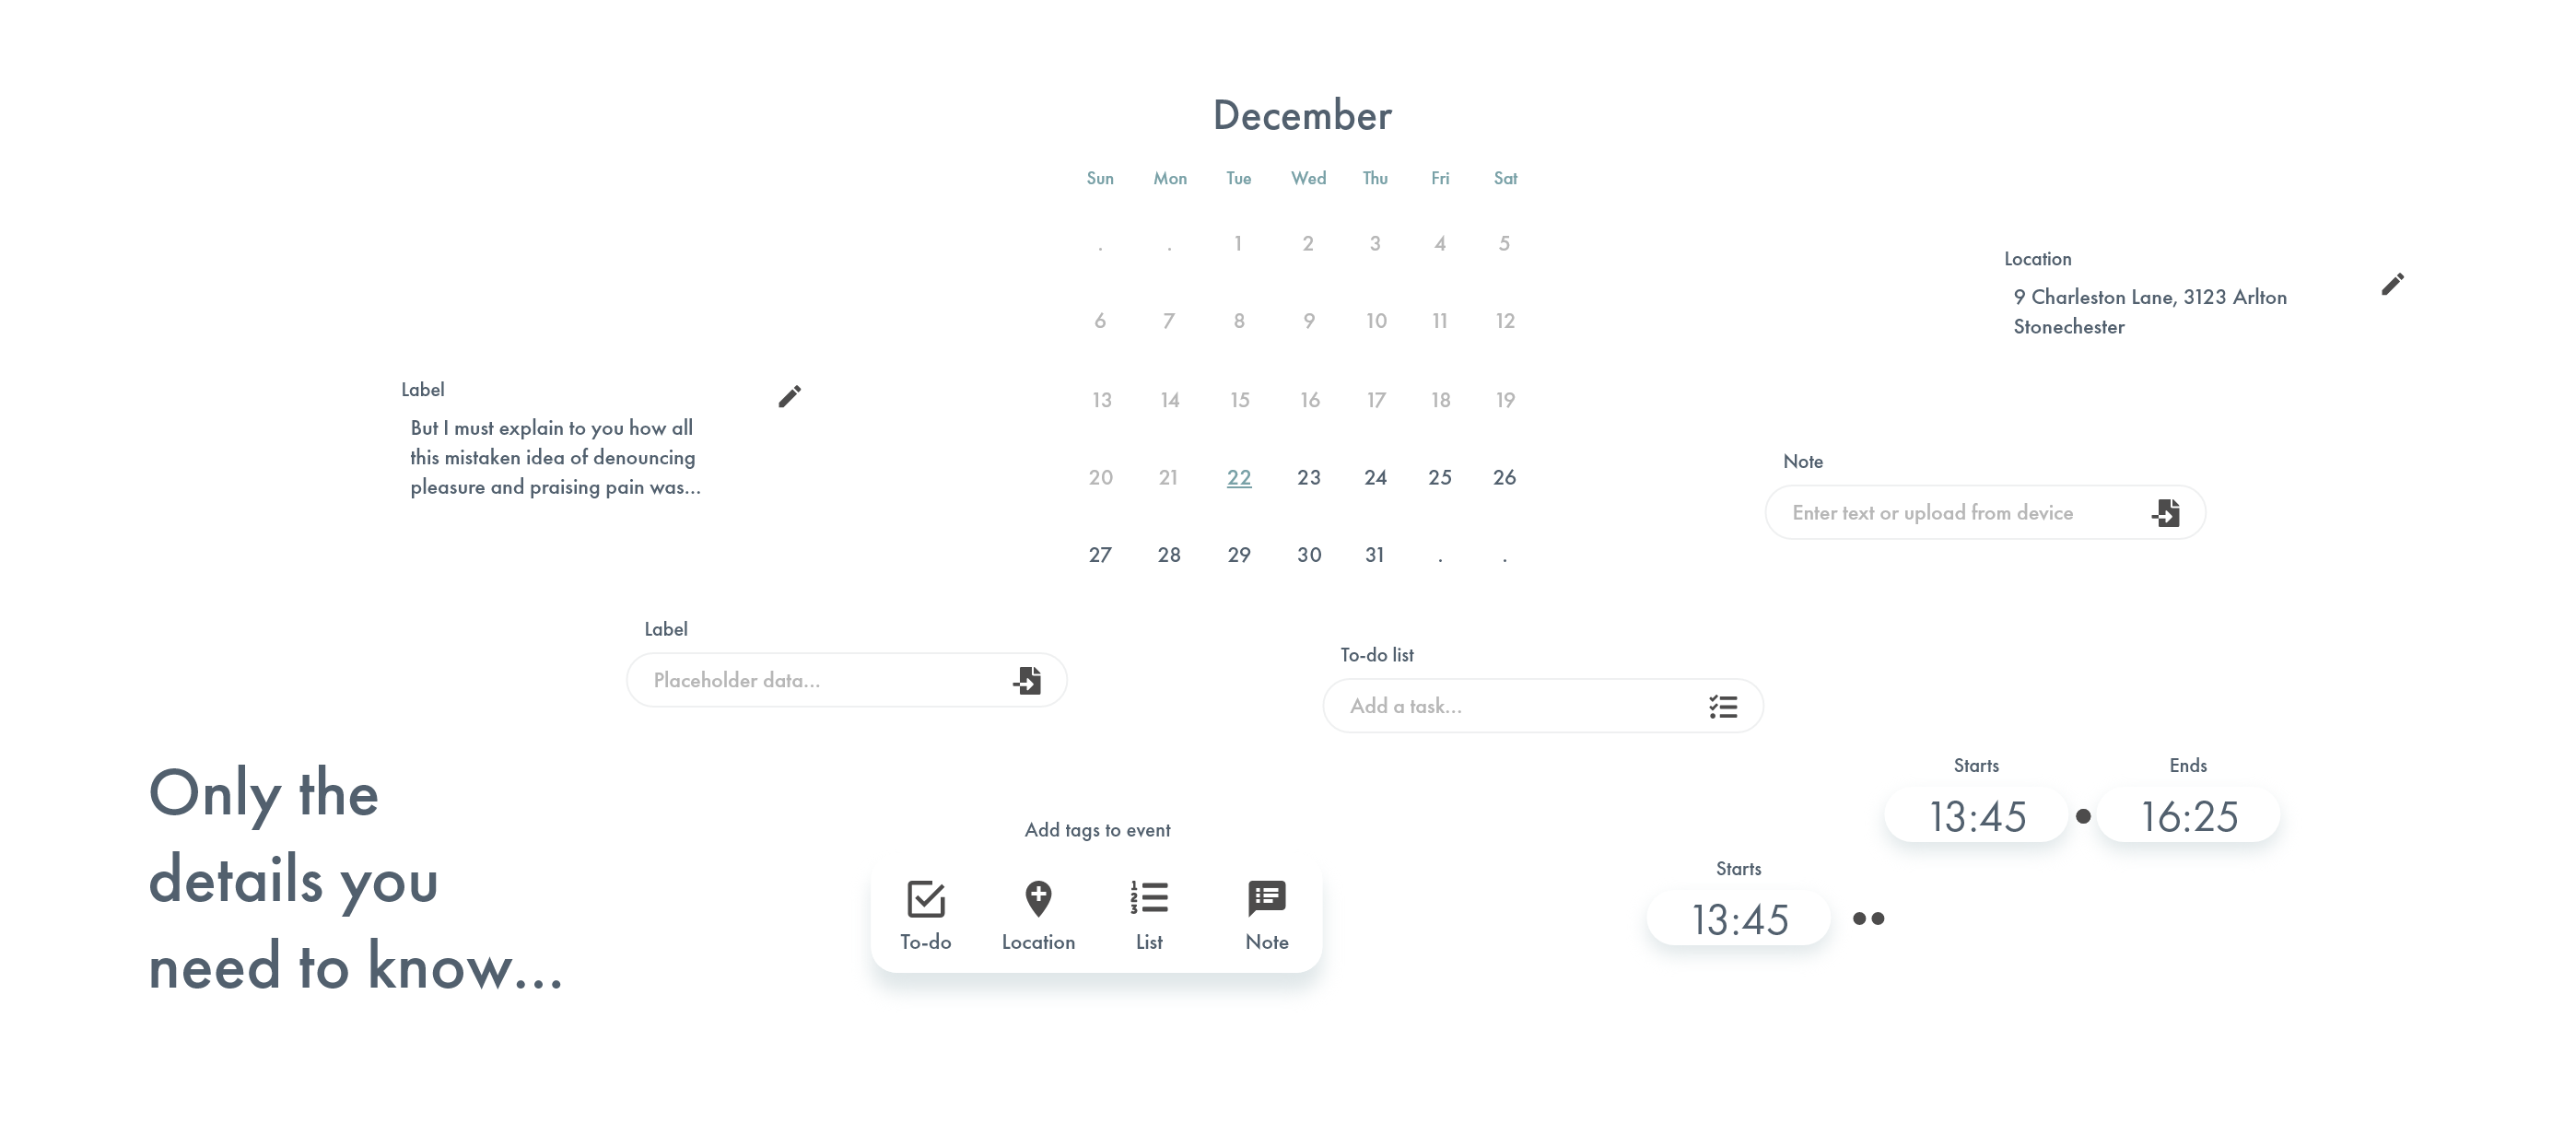 December
Sun Mon Tue Wed Thu Fri Sat
. . 1 2 3 4 5
6 7 8 9 10 11 12
13 14 15 16 17 18 19
20 21 22 23 24 25 26
27 28 29 30 31 . .
Location
9 Charleston Lane, 3123 Arlton
Stonechester
Label
But I must explain to you how all
this mistaken idea of denouncing
pleasure and praising pain was...
Note
Enter text or upload from device
Label
Placeholder data...
To-do list
Add a task...
Only the
details you
need to know...
Add tags to event
To-do Location List Note
Starts Ends
13:45 16:25
Starts
13:45